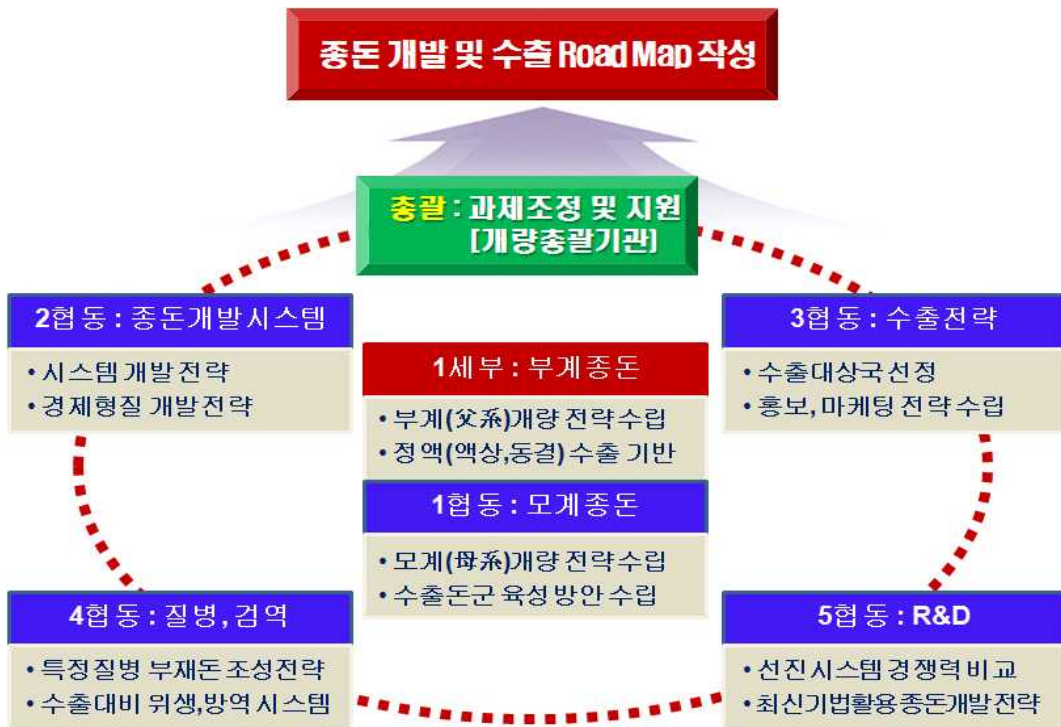 종돈 개발 및 수출 Road Map 작성
총괄 : 과제조정 및 지원
[개량총괄기관]
2협동 : 종돈개발시스템
• 시스템 개발 전략
• 경제형질 개발전략
3협동 : 수출전략
• 수출대상국 선정
• 홍보, 마케팅 전략 수립
1세부 : 부계종돈
• 부계(父系)개량 전략수립
• 정액(액상,동결) 수출 기반
1협동 : 모계종돈
• 모계(母系)개량 전략수립
• 수출돈군 육성 방안 수립
4협동 : 질병, 검역
• 특정질병 부재돈 조성전략
• 수출대비 위생,방역 시스템
5협동 : R&D
• 선진시스템 경쟁력 비교
• 최신기법활용 종돈개발전략